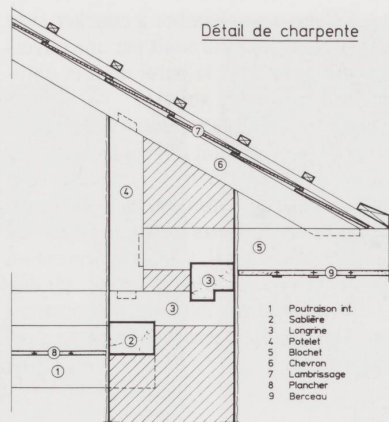 Détail de charpente
7
6
4
5
3
9
3
2
8
1
1 Poutraison int.
2 Sablière
3 Longrine
4 Potelet
5 Blochet
6 Chevron
7 Lambrissage
8 Plancher
9 Berceau